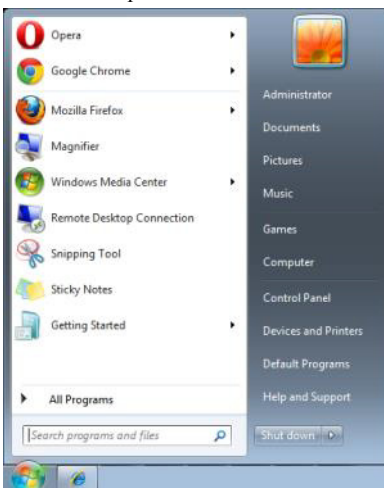 Opera
Google Chrome
Mozilla Firefox
Magnifier
Windows Media Center
Remote Desktop Connection
Snipping Tool
Sticky Notes
Getting Started
All Programs
Search programs and files
Administrator
Documents
Pictures
Music
Games
Computer
Control Panel
Devices and Printers
Default Programs
Help and Support
Shut down